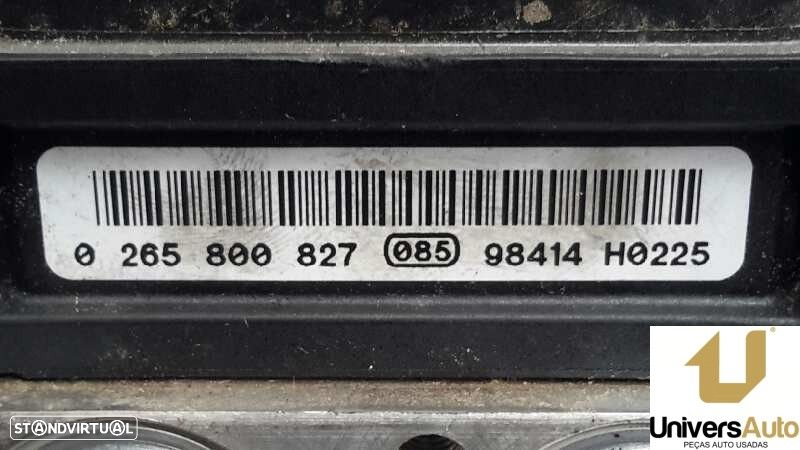 0 265 800 827 085 98414 H0225
UniversAuto
PEÇAS AUTO USADAS
STANDVIRTUAL